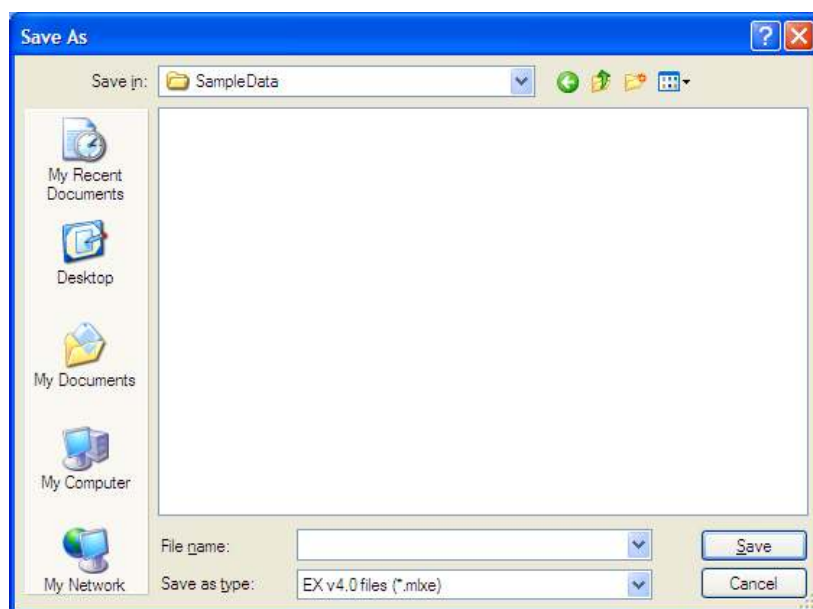 Save As
Save in:
SampleData
My Recent
Documents
Desktop
My Documents
My Computer
My Network
File name:
Save
Save as type:
EX v4.0 files (*.mlxe)
Cancel